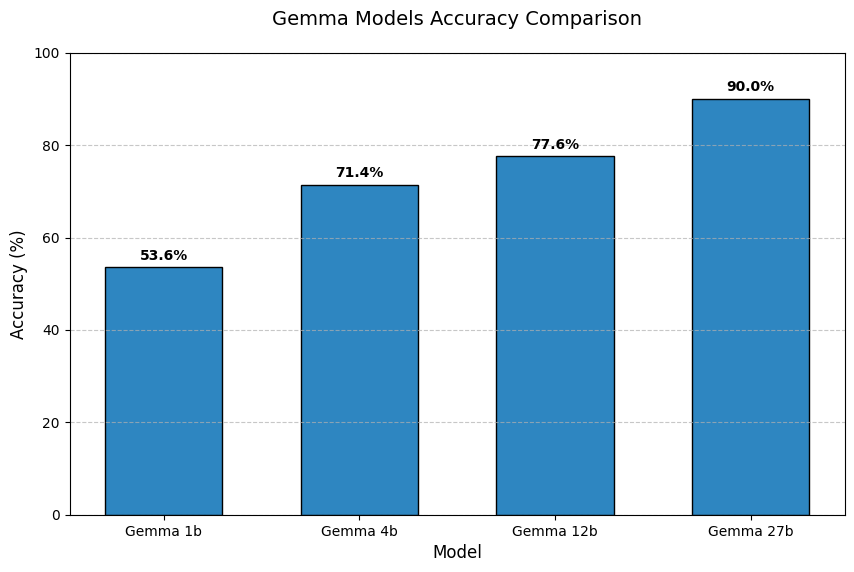 Gemma Models Accuracy Comparison
Accuracy (%)
100
80
60
40
20
0
53.6%
71.4%
77.6%
90.0%
Gemma 1b
Gemma 4b
Gemma 12b
Gemma 27b
Model